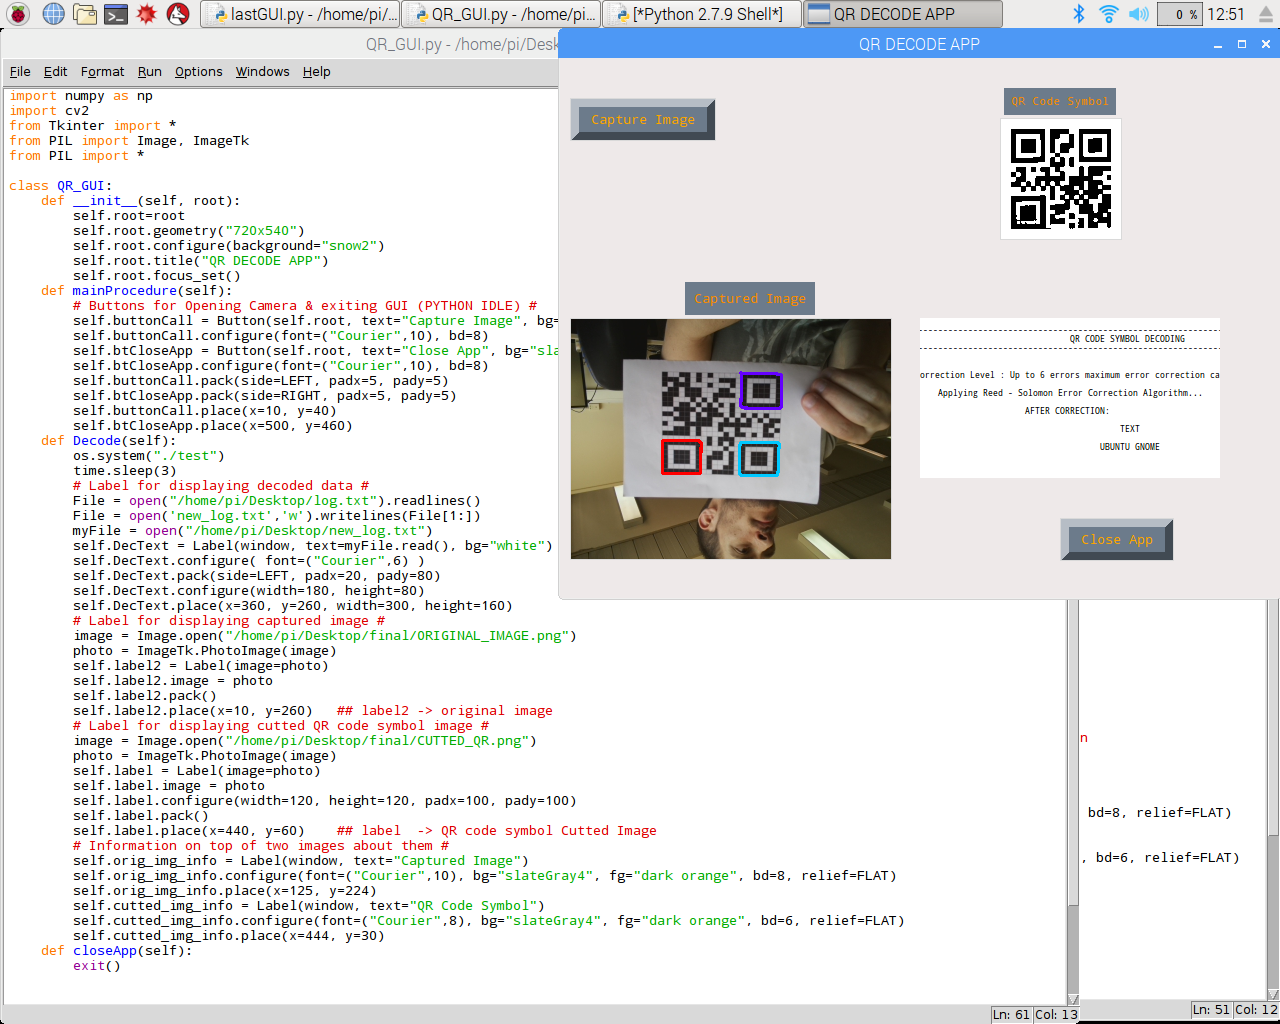 lastGUI.py - /home/pi/...
QR_GUI.py - /home/pi...
[*Python 2.7.9 Shell*]
QR DECODE APP
0 %
12:51
QR_GUI.py - /home/pi/Desk
File Edit Format Run Options Windows Help
import numpy as np
import cv2
from Tkinter import *
from PIL import Image, ImageTk
from PIL import *
class QR_GUI:
    def __init__(self, root):
        self.root=root
        self.root.geometry("720x540")
        self.root.configure(background="snow2")
        self.root.title("QR DECODE APP")
        self.root.focus_set()
    def mainProcedure(self):
        # Buttons for Opening Camera & exiting GUI (PYTHON IDLE) #
        self.buttonCall = Button(self.root, text="Capture Image", bg=
        self.buttonCall.configure(font=("Courier",10), bd=8)
        self.btCloseApp = Button(self.root, text="Close App", bg="sla
        self.btCloseApp.configure(font=("Courier",10), bd=8)
        self.buttonCall.pack(side=LEFT, padx=5, pady=5)
        self.btCloseApp.pack(side=RIGHT, padx=5, pady=5)
        self.buttonCall.place(x=10, y=40)
        self.btCloseApp.place(x=500, y=460)
    def Decode(self):
        os.system("./test")
        time.sleep(3)
        # Label for displaying decoded data #
        File = open("/home/pi/Desktop/log.txt").readlines()
        File = open('new_log.txt','w').writelines(File[1:])
        myFile = open("/home/pi/Desktop/new_log.txt")
        self.DecText = Label(window, text=myFile.read(), bg="white")
        self.DecText.configure( font=("Courier",6) )
        self.DecText.pack(side=LEFT, padx=20, pady=80)
        self.DecText.configure(width=180, height=80)
        self.DecText.place(x=360, y=260, width=300, height=160)
        # Label for displaying captured image #
        image = Image.open("/home/pi/Desktop/final/ORIGINAL_IMAGE.png")
        photo = ImageTk.PhotoImage(image)
        self.label2 = Label(image=photo)
        self.label2.image = photo
        self.label2.pack()
        self.label2.place(x=10, y=260)   ## label2 -> original image
        # Label for displaying cutted QR code symbol image #
        image = Image.open("/home/pi/Desktop/final/CUTTED_QR.png")
        photo = ImageTk.PhotoImage(image)
        self.label = Label(image=photo)
        self.label.image = photo
        self.label.configure(width=120, height=120, padx=100, pady=100)
        self.label.pack()
        self.label.place(x=440, y=60)    ## label  -> QR code symbol Cutted Image
        # Information on top of two images about them #
        self.orig_img_info = Label(window, text="Captured Image")
        self.orig_img_info.configure(font=("Courier",10), bg="slateGray4", fg="dark orange", bd=8, relief=FLAT)
        self.orig_img_info.place(x=125, y=224)
        self.cutted_img_info = Label(window, text="QR Code Symbol")
        self.cutted_img_info.configure(font=("Courier",8), bg="slateGray4", fg="dark orange", bd=6, relief=FLAT)
        self.cutted_img_info.place(x=444, y=30)
    def closeApp(self):
        exit()
Ln: 61 Col: 13
QR DECODE APP
Capture Image
QR Code Symbol
Captured Image
QR CODE SYMBOL DECODING
orrection Level : Up to 6 errors maximum error correction ca
Applying Reed - Solomon Error Correction Algorithm...
AFTER CORRECTION:
TEXT
UBUNTU GNOME
Close App
n
bd=8, relief=FLAT)
, bd=6, relief=FLAT)
Ln: 51 Col: 12